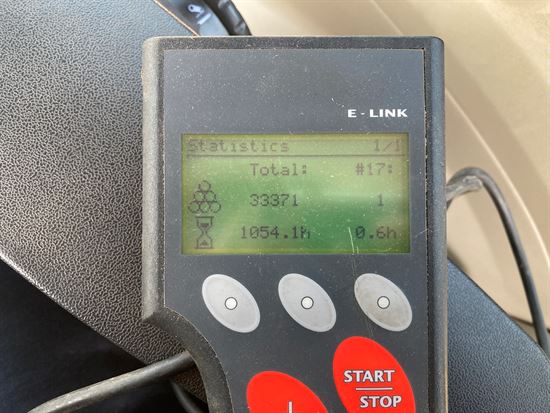 E-LINK
Statistics 1/1
Total: #17:
33371 1
1054.1h 0.6h
START
STOP